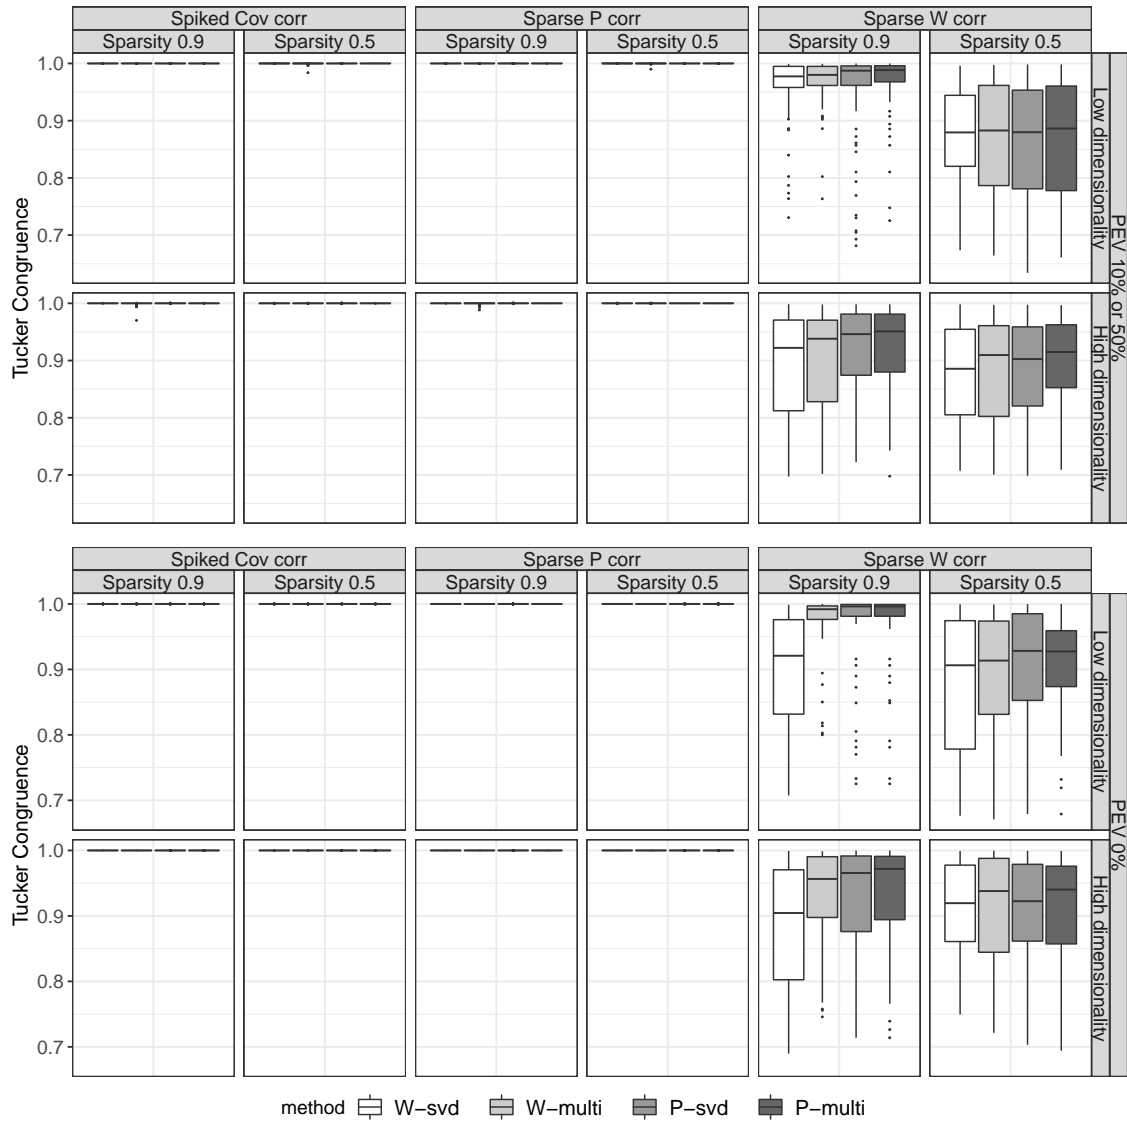 Spiked Cov corr Sparse P corr Sparse W corr
Sparsity 0.9 Sparsity 0.5 Sparsity 0.9 Sparsity 0.5 Sparsity 0.9 Sparsity 0.5
1.0
0.9
0.8
0.7
Low dimensionality
1.0
0.9
0.8
0.7
High dimensionality
PEV 10% or 50%
Tucker Congruence
Spiked Cov corr Sparse P corr Sparse W corr
Sparsity 0.9 Sparsity 0.5 Sparsity 0.9 Sparsity 0.5 Sparsity 0.9 Sparsity 0.5
1.0
0.9
0.8
0.7
Low dimensionality
1.0
0.9
0.8
0.7
High dimensionality
PEV 0%
Tucker Congruence
method W−svd W−multi P−svd P−multi